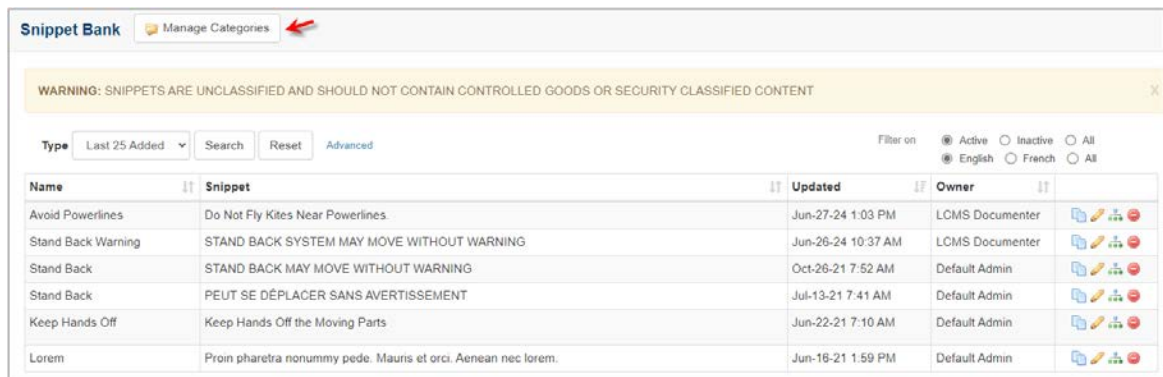 Snippet Bank Manage Categories
WARNING: SNIPPETS ARE UNCLASSIFIED AND SHOULD NOT CONTAIN CONTROLLED GOODS OR SECURITY CLASSIFIED CONTENT X
Type Last 25 Added Search Reset Advanced Filter on Active Inactive All
English French All
Name Snippet Updated Owner
Avoid Powerlines Do Not Fly Kites Near Powerlines. Jun-27-24 1:03 PM LCMS Documenter
Stand Back Warning STAND BACK SYSTEM MAY MOVE WITHOUT WARNING Jun-26-24 10:37 AM LCMS Documenter
Stand Back STAND BACK MAY MOVE WITHOUT WARNING Oct-26-21 7:52 AM Default Admin
Stand Back PEUT SE DÉPLACER SANS AVERTISSEMENT Jul-13-21 7:41 AM Default Admin
Keep Hands Off Keep Hands Off the Moving Parts Jun-22-21 7:10 AM Default Admin
Lorem Proin pharetra nonummy pede. Mauris et orci. Aenean nec lorem. Jun-16-21 1:59 PM Default Admin